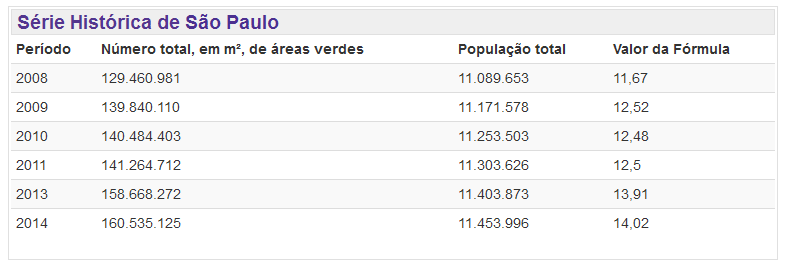 Série Histórica de São Paulo
Período Número total, em m², de áreas verdes População total Valor da Fórmula
2008 129.460.981 11.089.653 11,67
2009 139.840.110 11.171.578 12,52
2010 140.484.403 11.253.503 12,48
2011 141.264.712 11.303.626 12,5
2013 158.668.272 11.403.873 13,91
2014 160.535.125 11.453.996 14,02